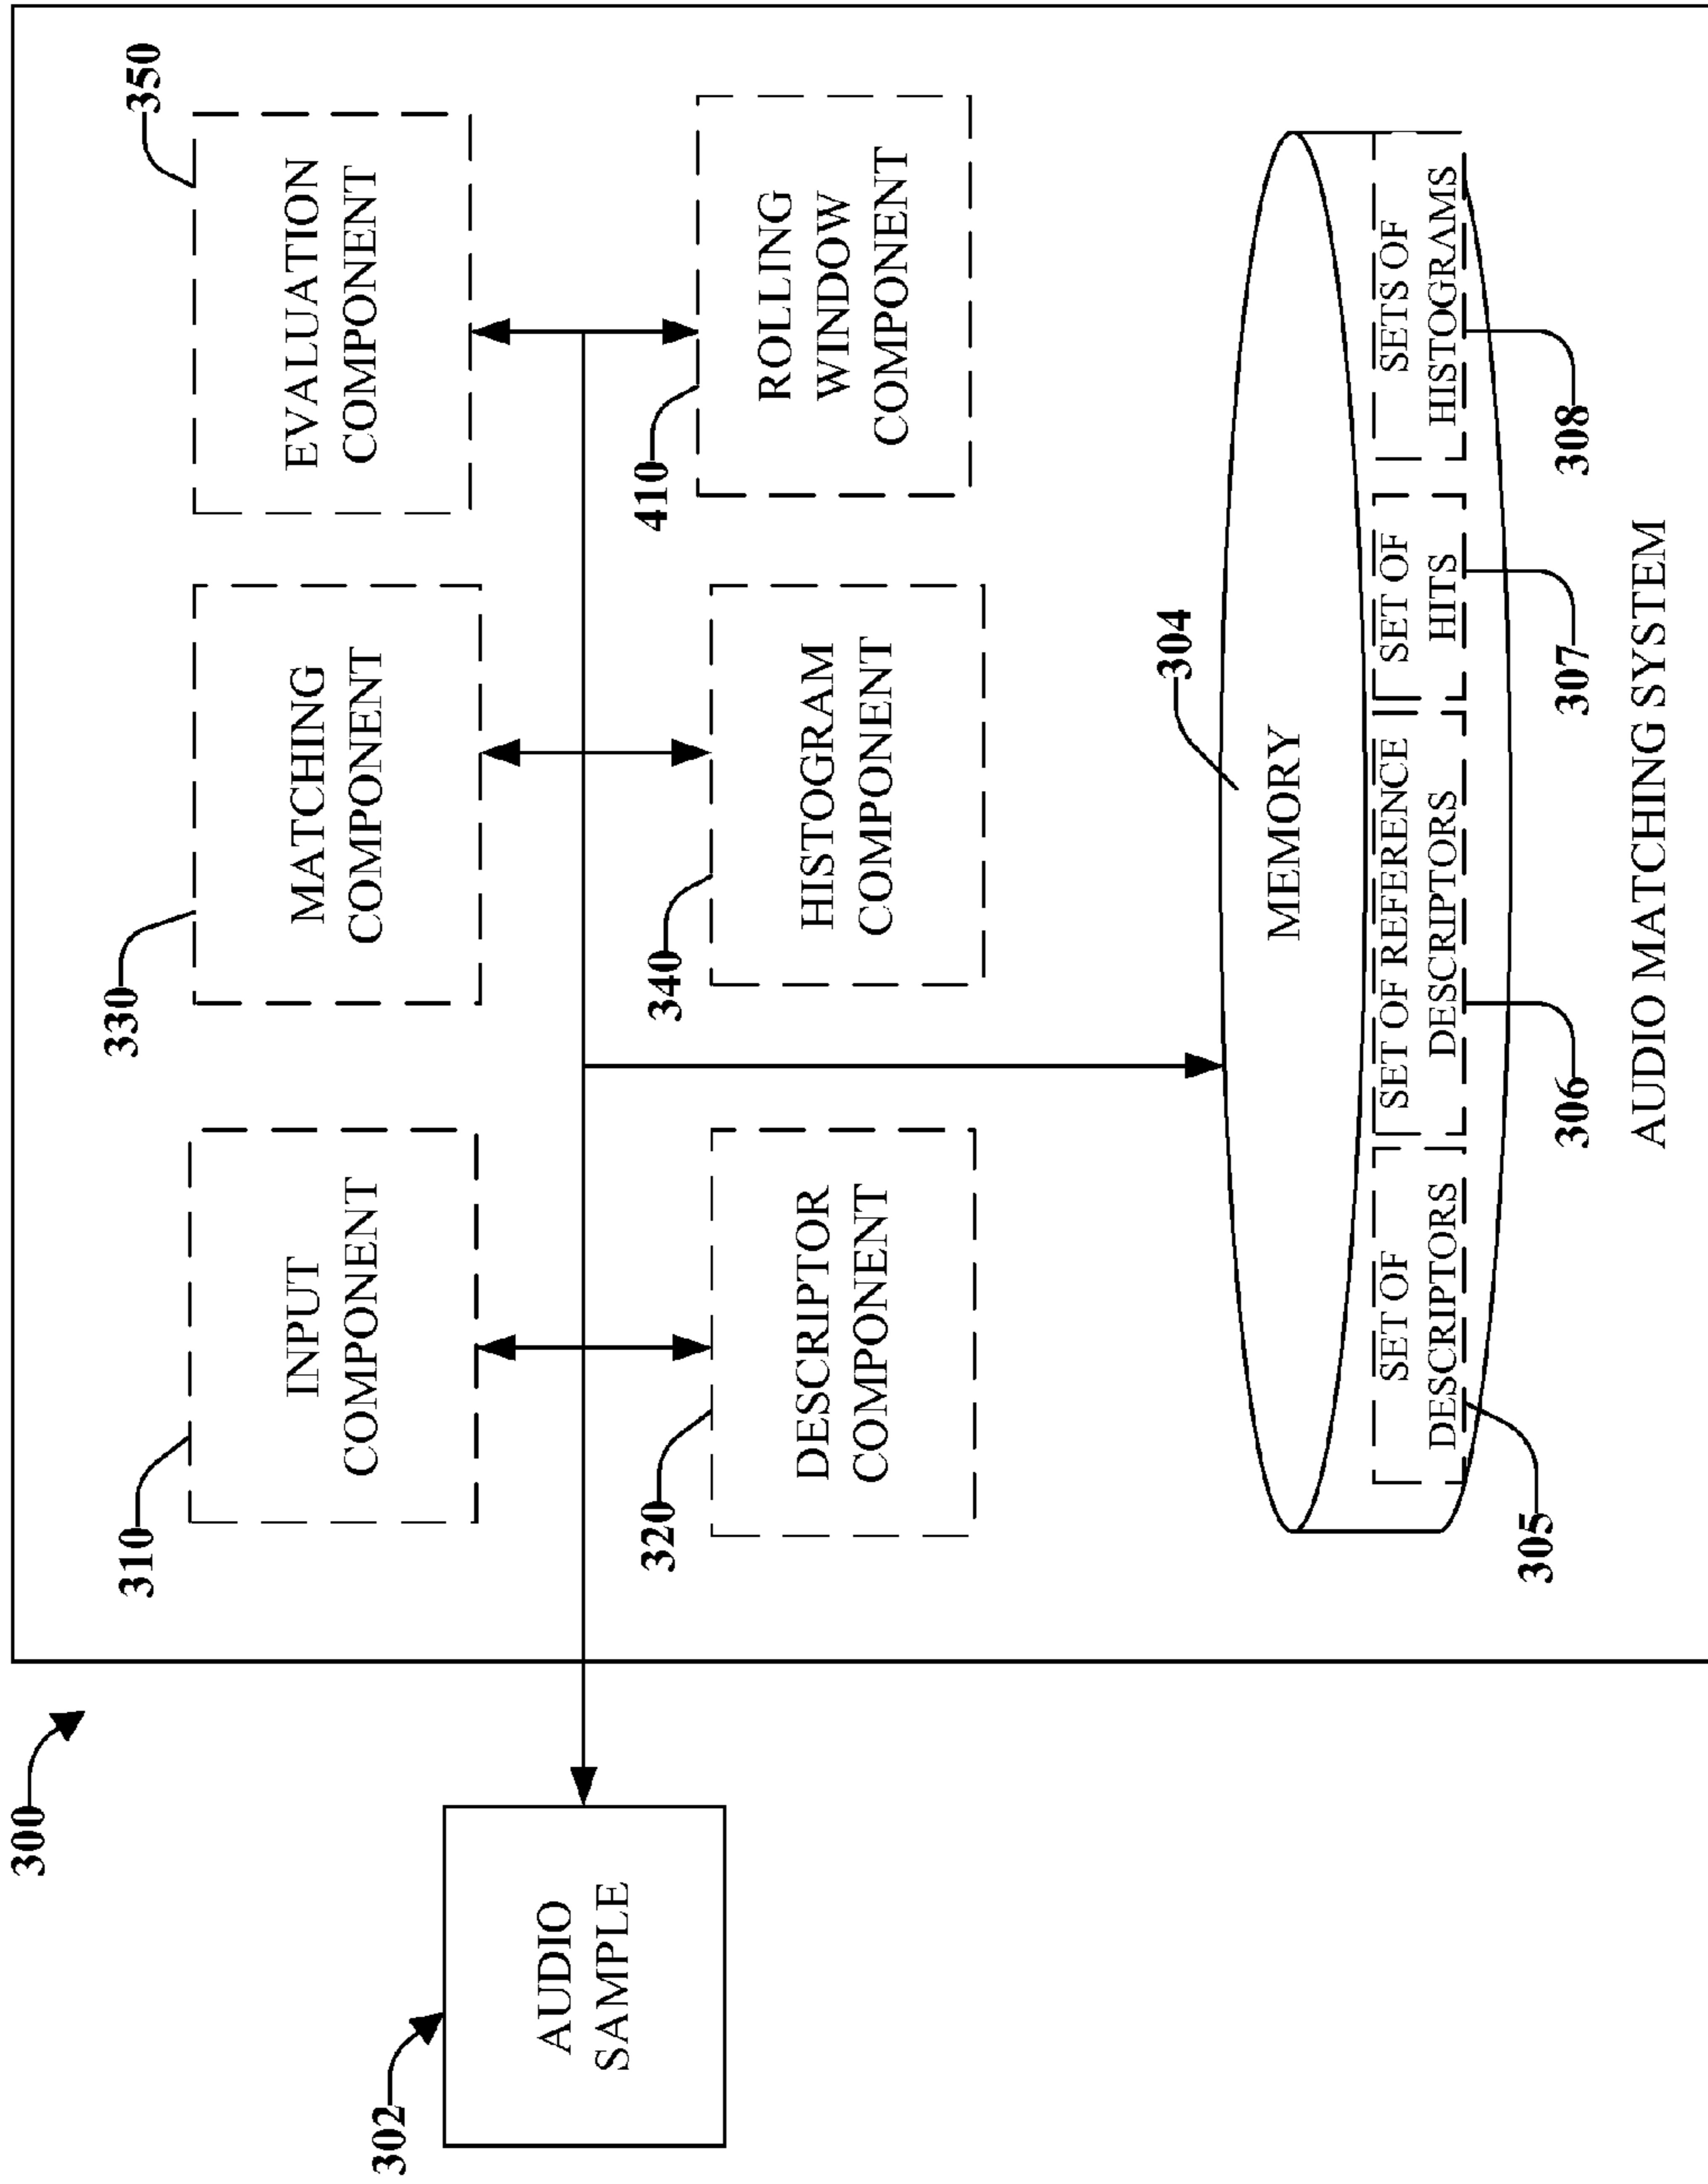 300
302
AUDIO
SAMPLE
310
INPUT
COMPONENT
330
MATCHING
COMPONENT
350
EVALUATION
COMPONENT
320
DESCRIPTOR
COMPONENT
340
HISTOGRAM
COMPONENT
410
ROLLING
WINDOW
COMPONENT
304
MEMORY
SET OF
DESCRIPTORS
SET OF REFERENCE
DESCRIPTORS
SET OF
HITS
SETS OF
HISTOGRAMS
305
306
307
308
AUDIO MATCHING SYSTEM